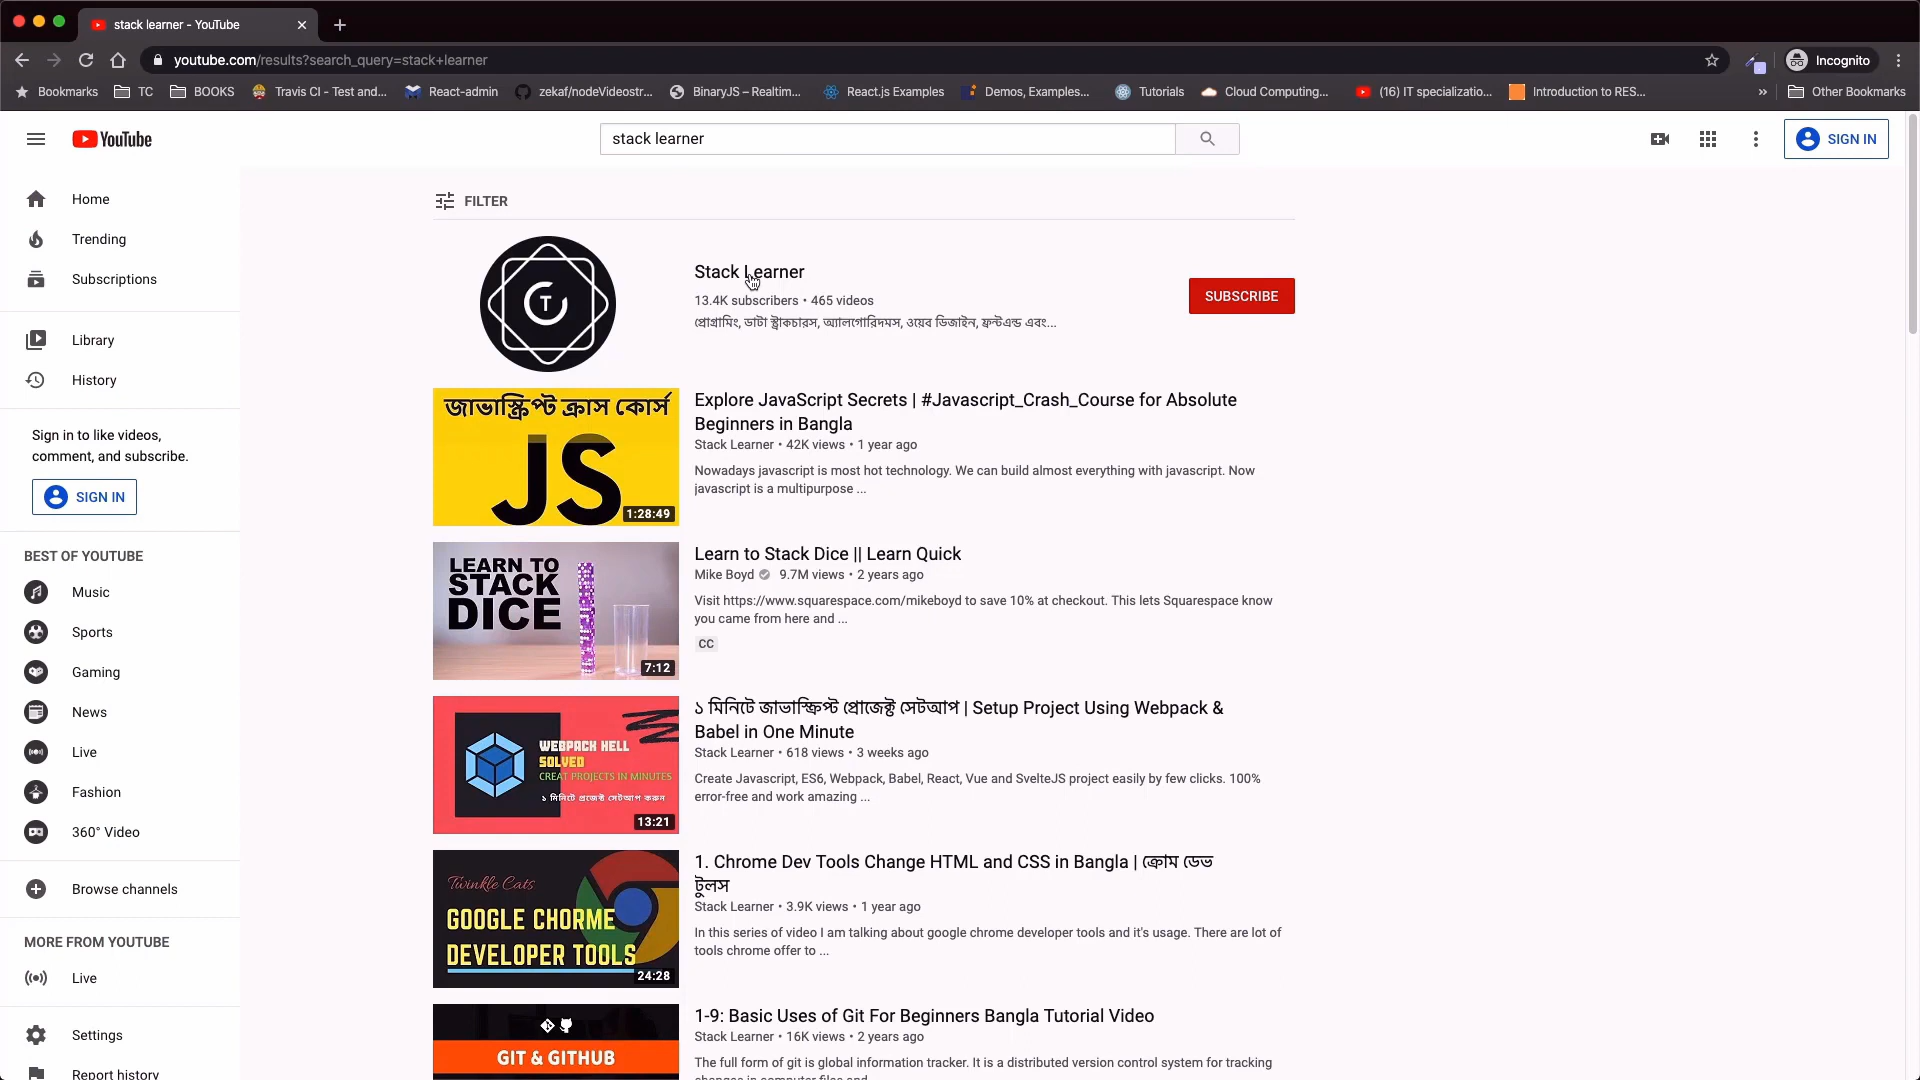 stack learner - YouTube
youtube.com/results?search_query=stack+learner
Incognito
Bookmarks
TC
BOOKS
Travis CI - Test and...
React-admin
zekaf/nodeVideostr...
BinaryJS – Realtim...
React.js Examples
Demos, Examples...
Tutorials
Cloud Computing...
(16) IT specializatio...
Introduction to RES...
»
Other Bookmarks
YouTube
stack learner
SIGN IN
Home
Trending
Subscriptions
Library
History
Sign in to like videos,
comment, and subscribe.
SIGN IN
BEST OF YOUTUBE
Music
Sports
Gaming
News
Live
Fashion
360° Video
Browse channels
MORE FROM YOUTUBE
Live
Settings
Report history
FILTER
T
Stack Learner
13.4K subscribers • 465 videos
প্রোগ্রামিং, ডাটা স্ট্রাকচারস, অ্যালগোরিদমস, ওয়েব ডিজাইন, ফ্রন্টএন্ড এবং...
SUBSCRIBE
জাভাস্ক্রিপ্ট ক্রাস কোর্স
JS
1:28:49
Explore JavaScript Secrets | #Javascript_Crash_Course for Absolute
Beginners in Bangla
Stack Learner • 42K views • 1 year ago
Nowadays javascript is most hot technology. We can build almost everything with javascript. Now
javascript is a multipurpose ...
LEARN TO
STACK
DICE
7:12
Learn to Stack Dice || Learn Quick
Mike Boyd 9.7M views • 2 years ago
Visit https://www.squarespace.com/mikeboyd to save 10% at checkout. This lets Squarespace know
you came from here and ...
CC
WEBPACK HELL
SOLVED
CREAT PROJECTS IN MINUTES
১ মিনিটে প্রজেক্ট সেটআপ করুন
13:21
১ মিনিটে জাভাস্ক্রিপ্ট প্রোজেক্ট সেটআপ | Setup Project Using Webpack &
Babel in One Minute
Stack Learner • 618 views • 3 weeks ago
Create Javascript, ES6, Webpack, Babel, React, Vue and SvelteJS project easily by few clicks. 100%
error-free and work amazing ...
Twinkle Cats
GOOGLE CHORME
DEVELOPER TOOLS
24:28
1. Chrome Dev Tools Change HTML and CSS in Bangla | ক্রোম ডেভ
টুলস
Stack Learner • 3.9K views • 1 year ago
In this series of video I am talking about google chrome developer tools and it's usage. There are lot of
tools chrome offer to ...
GIT & GITHUB
1-9: Basic Uses of Git For Beginners Bangla Tutorial Video
Stack Learner • 16K views • 2 years ago
The full form of git is global information tracker. It is a distributed version control system for tracking